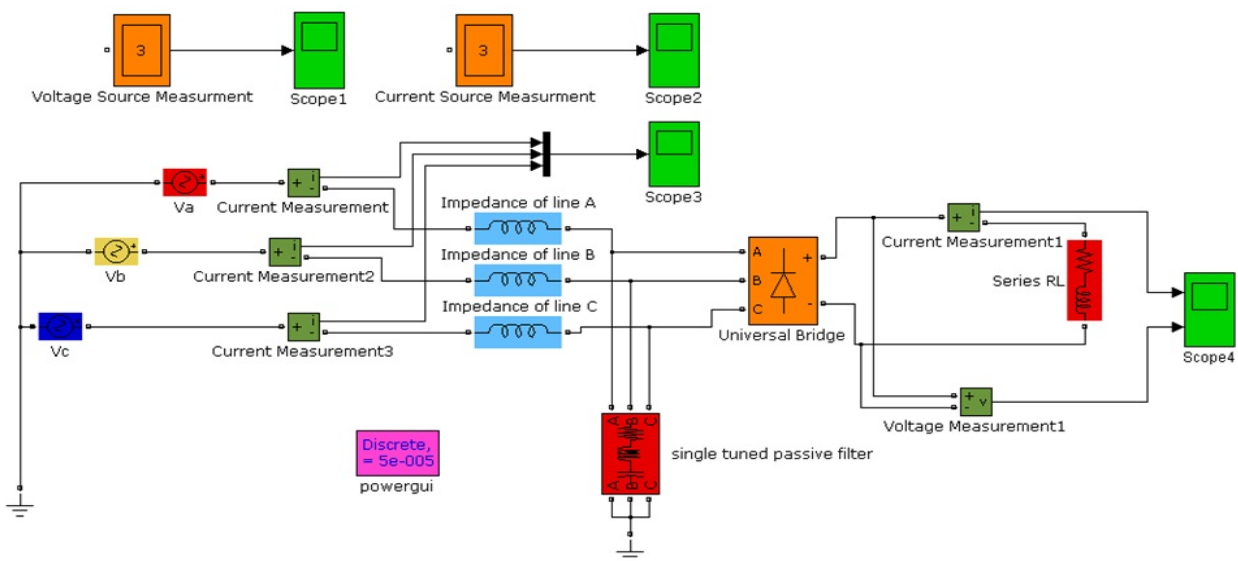 3
Voltage Source Measurment
Scope1
3
Current Source Measurment
Scope2
Scope3
+ i -
Va
Current Measurement
Impedance of line A
+ i -
Vb
Current Measurement2
Impedance of line B
+ i -
Vc
Current Measurement3
Impedance of line C
A
B
C
+
-
Universal Bridge
+ i -
Current Measurement1
Series RL
Scope4
+ v -
Voltage Measurement1
Discrete,
= 5e-005
powergui
A B C
A B C
single tuned passive filter